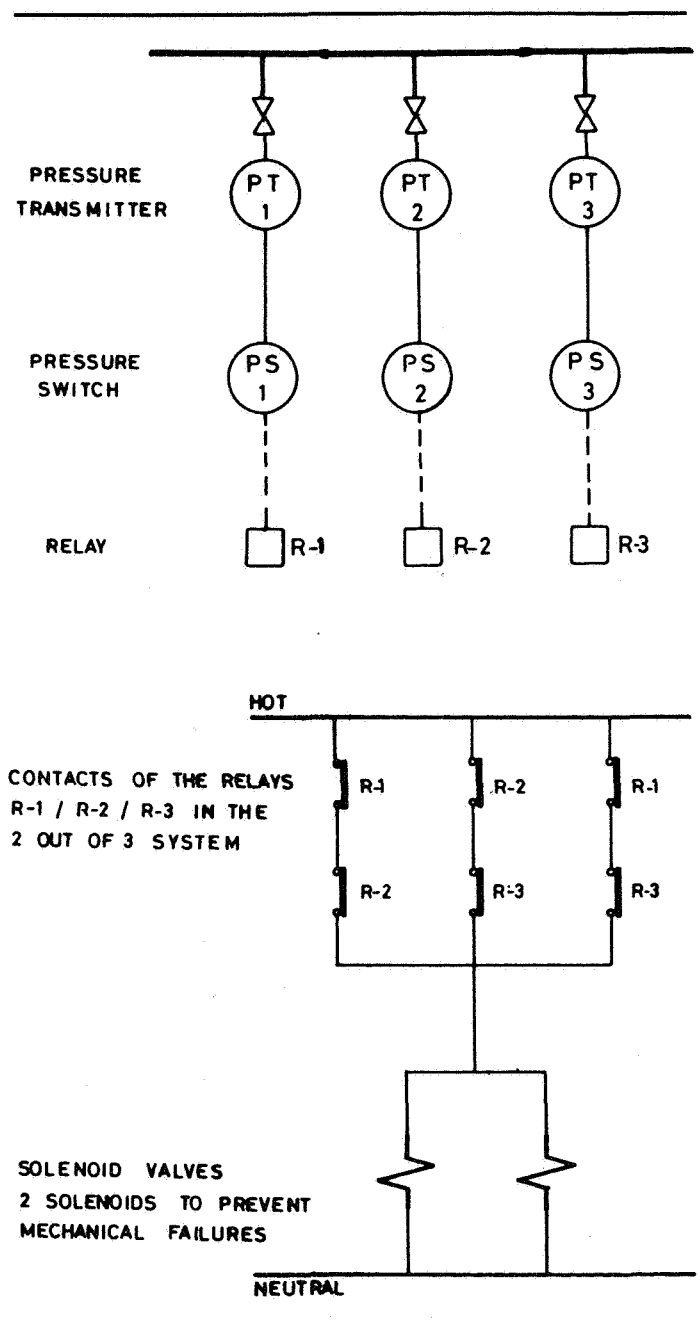 PRESSURE
TRANSMITTER
PT
1
PT
2
PT
3
PRESSURE
SWITCH
PS
1
PS
2
PS
3
RELAY
R-1
R-2
R-3
HOT
CONTACTS OF THE RELAYS
R-1 / R-2 / R-3 IN THE
2 OUT OF 3 SYSTEM
R-1
R-2
R-1
R-2
R-3
R-3
SOLENOID VALVES
2 SOLENOIDS TO PREVENT
MECHANICAL FAILURES
NEUTRAL